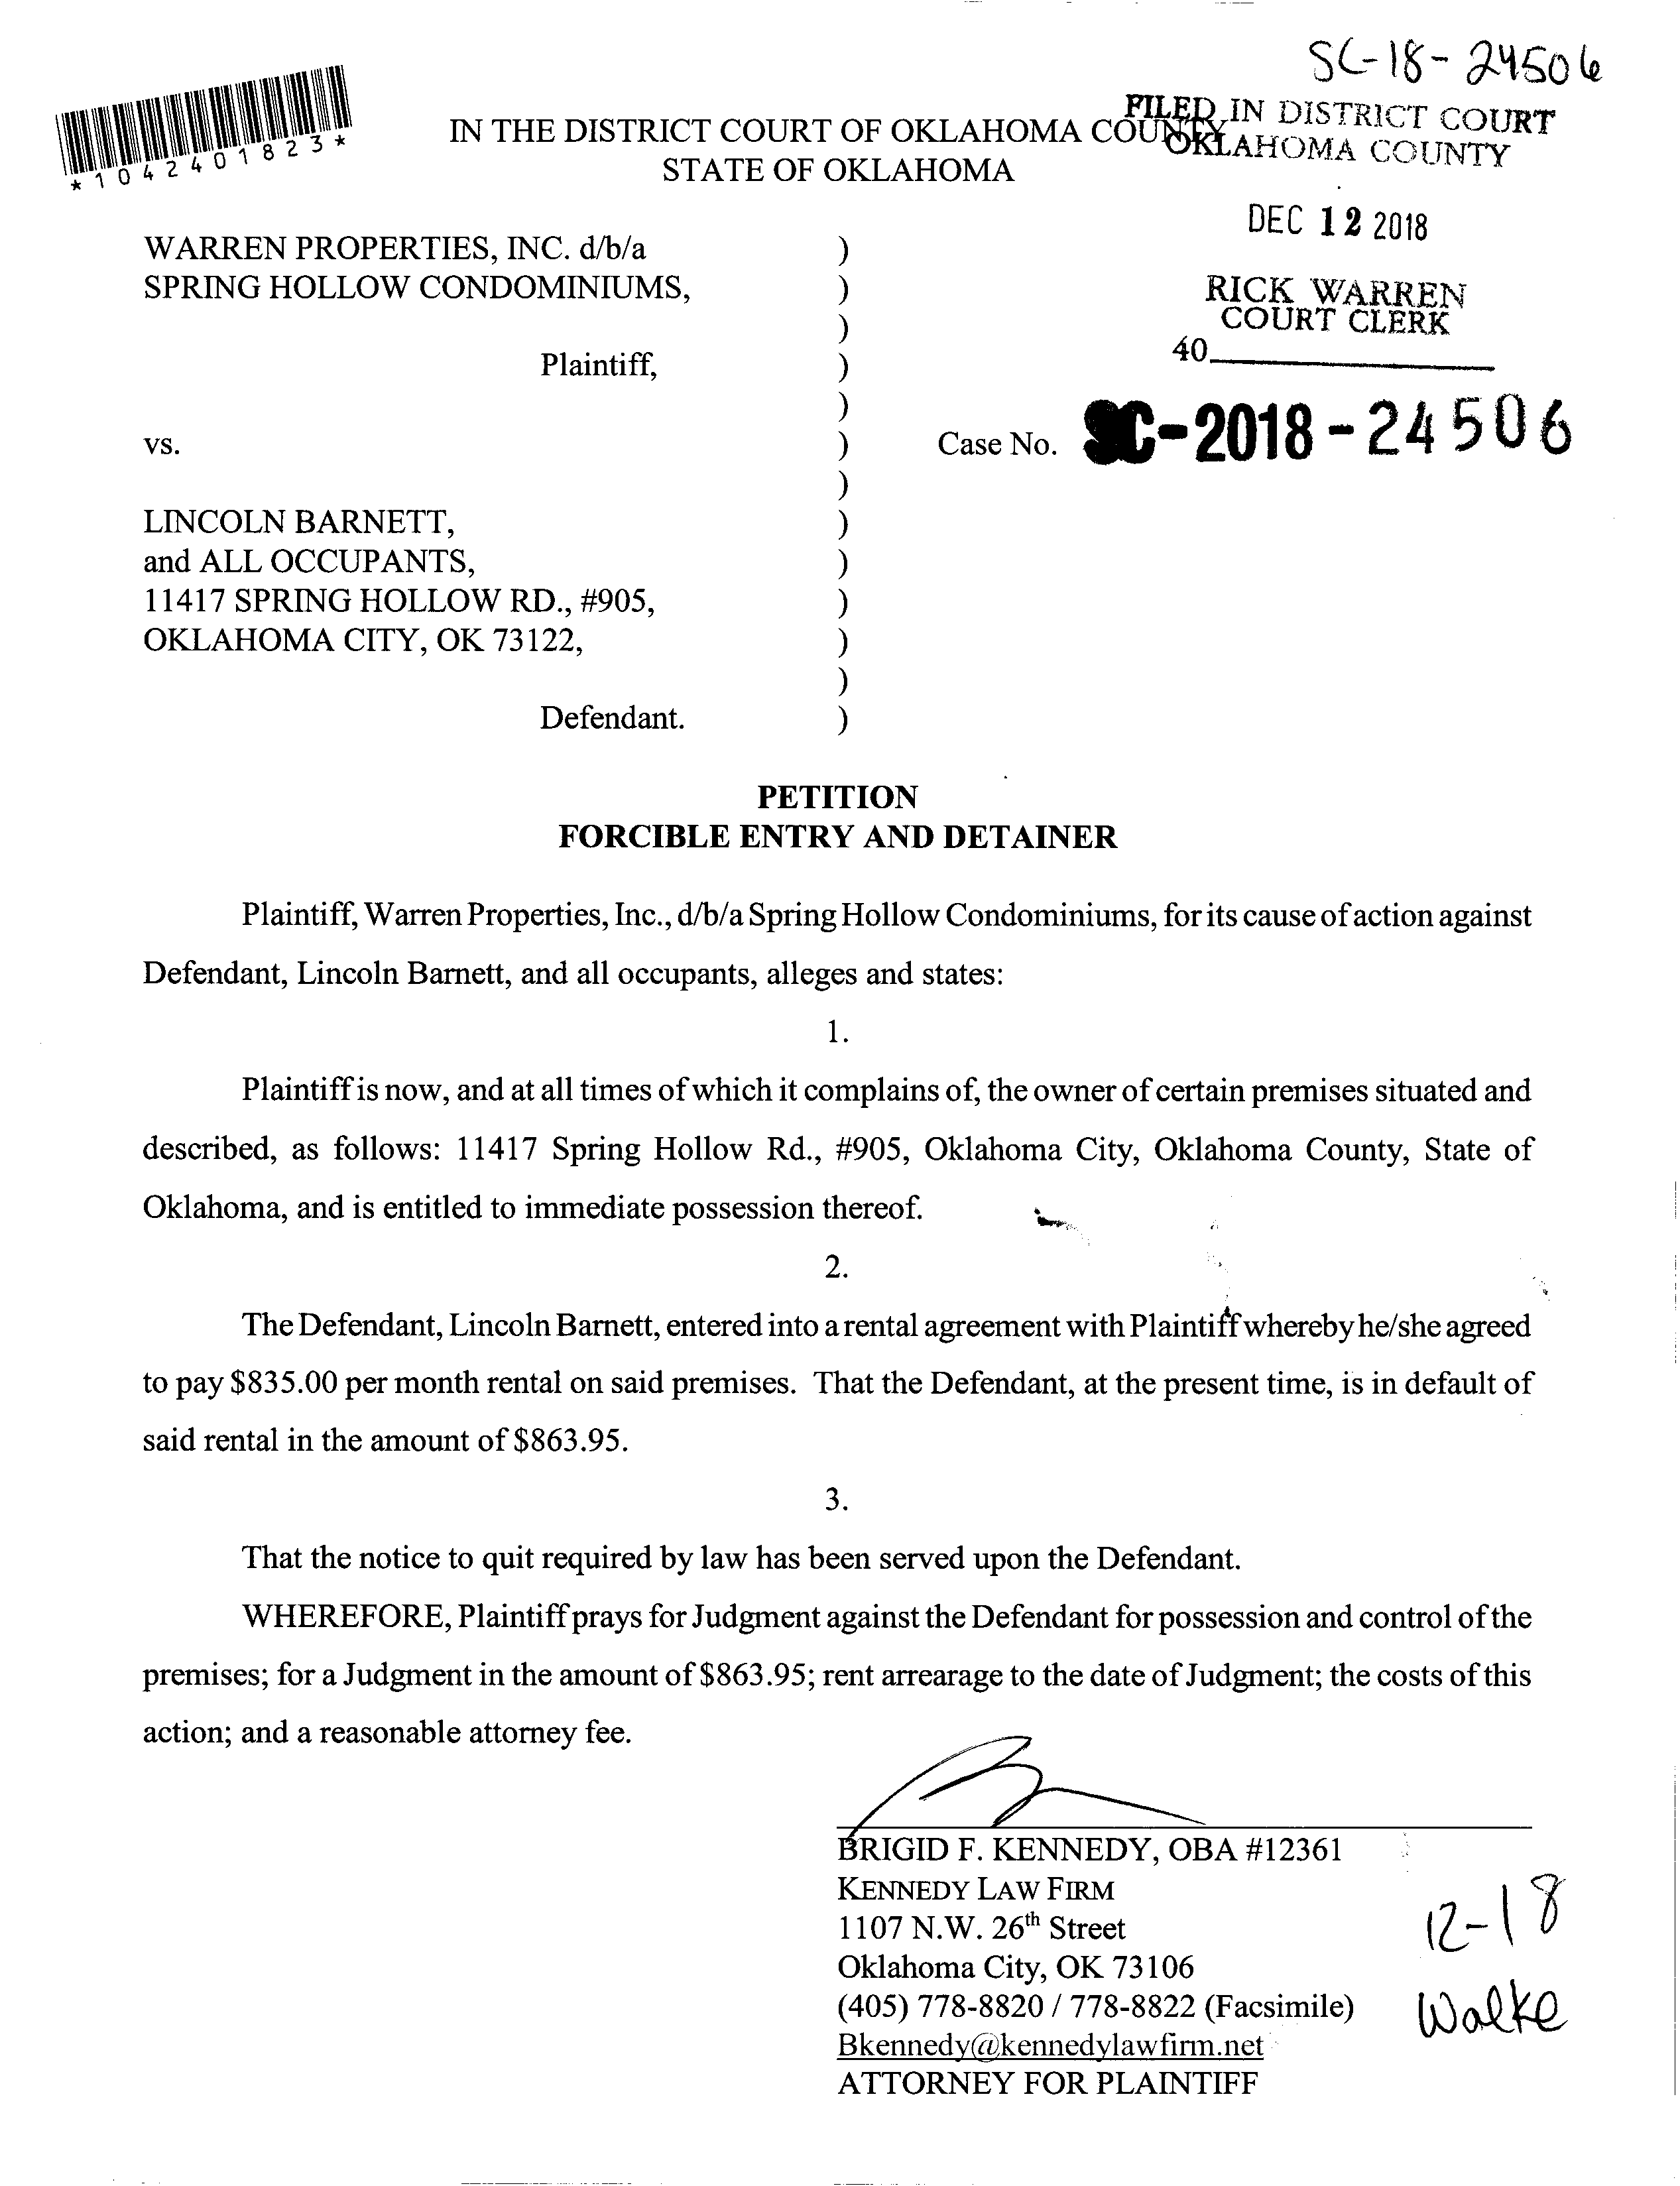 SC-18-24506
*1042401823*
IN THE DISTRICT COURT OF OKLAHOMA COUNTY
STATE OF OKLAHOMA
FILED IN DISTRICT COURT
OKLAHOMA COUNTY
DEC 12 2018
RICK WARREN
COURT CLERK
40
WARREN PROPERTIES, INC. d/b/a )
SPRING HOLLOW CONDOMINIUMS, )
)
Plaintiff, )
)
vs. ) Case No. SC-2018-24506
)
LINCOLN BARNETT, )
and ALL OCCUPANTS, )
11417 SPRING HOLLOW RD., #905, )
OKLAHOMA CITY, OK 73122, )
)
Defendant. )
PETITION
FORCIBLE ENTRY AND DETAINER
Plaintiff, Warren Properties, Inc., d/b/a Spring Hollow Condominiums, for its cause of action against
Defendant, Lincoln Barnett, and all occupants, alleges and states:
1.
Plaintiff is now, and at all times of which it complains of, the owner of certain premises situated and
described, as follows: 11417 Spring Hollow Rd., #905, Oklahoma City, Oklahoma County, State of
Oklahoma, and is entitled to immediate possession thereof.
2.
The Defendant, Lincoln Barnett, entered into a rental agreement with Plaintiff whereby he/she agreed
to pay $835.00 per month rental on said premises. That the Defendant, at the present time, is in default of
said rental in the amount of $863.95.
3.
That the notice to quit required by law has been served upon the Defendant.
WHEREFORE, Plaintiff prays for Judgment against the Defendant for possession and control of the
premises; for a Judgment in the amount of $863.95; rent arrearage to the date of Judgment; the costs of this
action; and a reasonable attorney fee.
BRIGID F. KENNEDY, OBA #12361
KENNEDY LAW FIRM
1107 N.W. 26th Street
Oklahoma City, OK 73106
(405) 778-8820 / 778-8822 (Facsimile)
Bkennedy@kennedylawfirm.net
ATTORNEY FOR PLAINTIFF
12-18
Walke